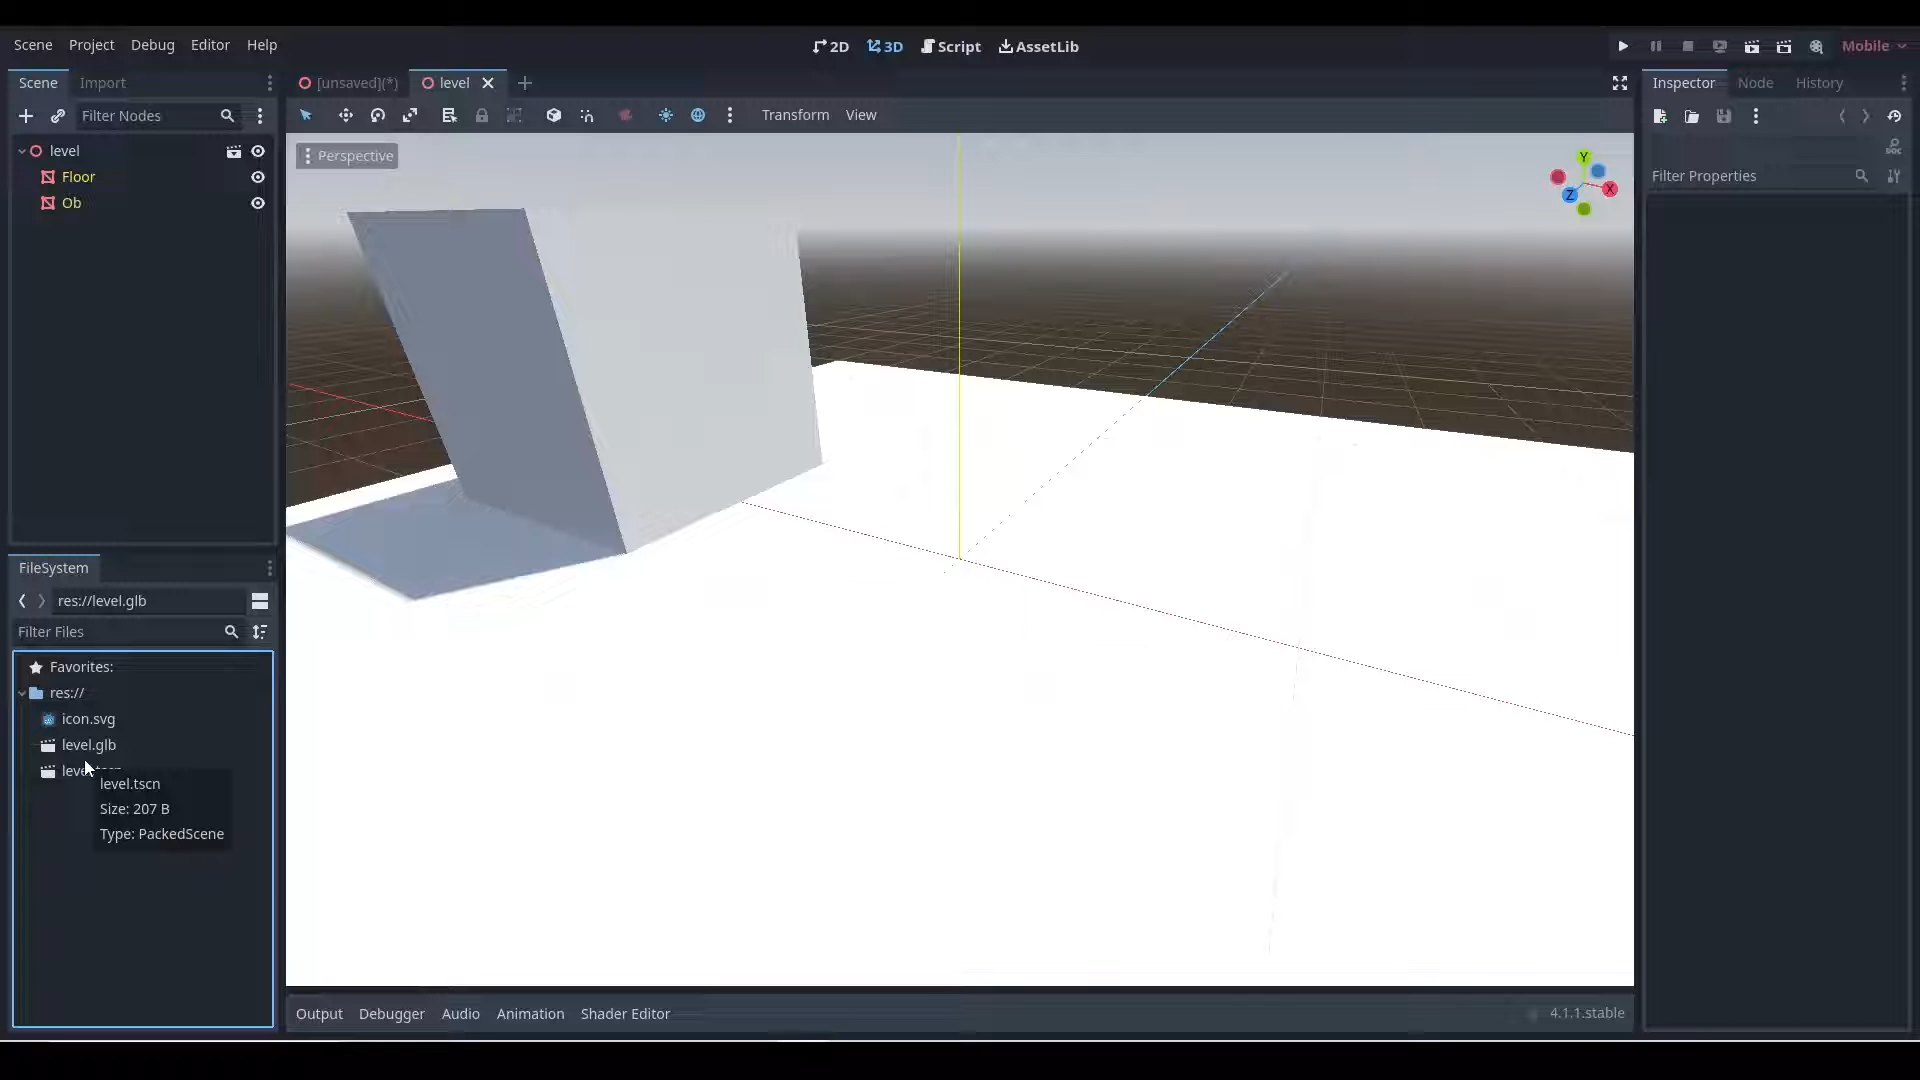 Scene Project Debug Editor Help
2D 3D Script AssetLib
Mobile
Scene Import
[unsaved](*) level
Inspector Node History
Filter Nodes
Transform View
level
Perspective
Y
X
Z
Floor
Filter Properties
Ob
FileSystem
res://level.glb
Filter Files
Favorites:
res://
icon.svg
level.glb
level.tscn
Size: 207 B
Type: PackedScene
Output Debugger Audio Animation Shader Editor
4.1.1.stable